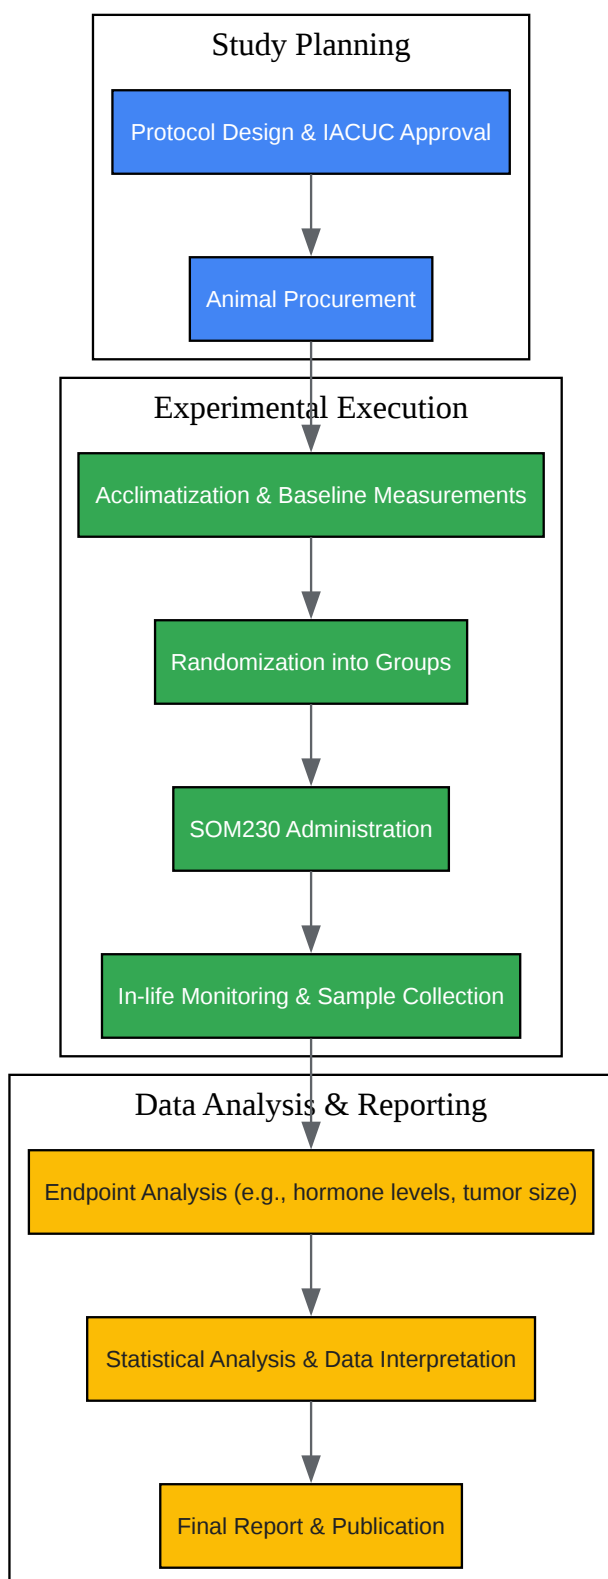 Study Planning
Protocol Design & IACUC Approval
Animal Procurement
Experimental Execution
Acclimatization & Baseline Measurements
Randomization into Groups
SOM230 Administration
In-life Monitoring & Sample Collection
Data Analysis & Reporting
Endpoint Analysis (e.g., hormone levels, tumor size)
Statistical Analysis & Data Interpretation
Final Report & Publication